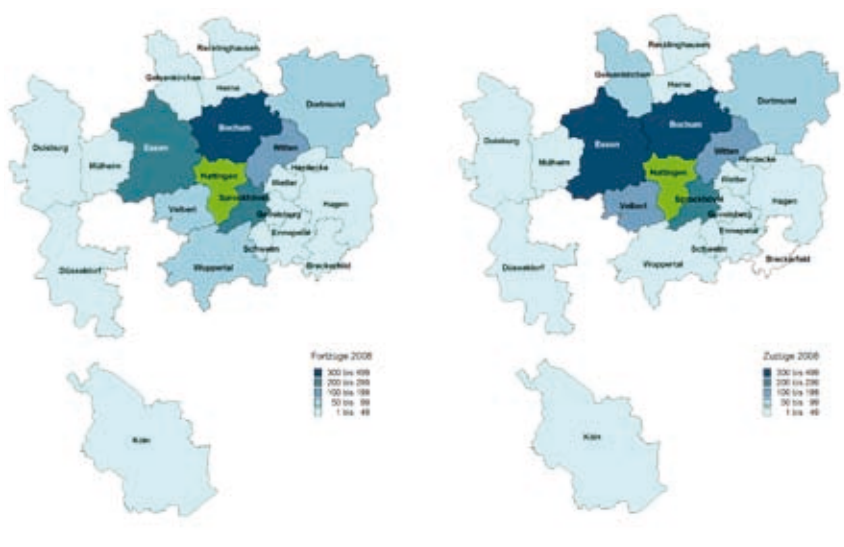 Recklinghausen
Gelsenkirchen
Herne
Dortmund
Duisburg
Mülheim
Essen
Bochum
Witten
Herdecke
Hattingen
Wetter
Hagen
Sprockhövel
Velbert
Gevelsberg
Ennepetal
Schwelm
Wuppertal
Breckerfeld
Düsseldorf
Köln
Fortzüge 2008
300 bis 499
200 bis 299
100 bis 199
50 bis 99
1 bis 49
Recklinghausen
Gelsenkirchen
Herne
Dortmund
Duisburg
Mülheim
Essen
Bochum
Witten
Herdecke
Hattingen
Wetter
Hagen
Velbert
Sprockhövel
Gevelsberg
Ennepetal
Schwelm
Wuppertal
Breckerfeld
Düsseldorf
Köln
Zuzüge 2008
300 bis 499
200 bis 299
100 bis 199
50 bis 99
1 bis 49